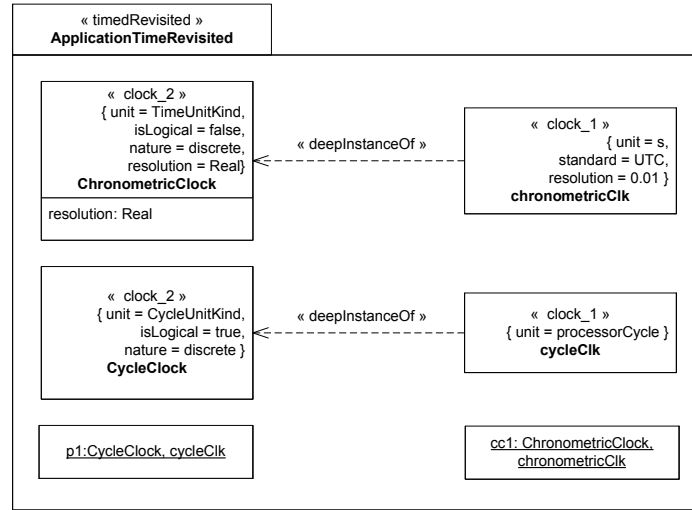 « timedRevisited »
ApplicationTimeRevisited
« clock_2 »
{ unit = TimeUnitKind,
isLogical = false,
nature = discrete,
resolution = Real}
ChronometricClock
resolution: Real
« deepInstanceOf »
« clock_1 »
{ unit = s,
standard = UTC,
resolution = 0.01 }
chronometricClk
« clock_2 »
{ unit = CycleUnitKind,
isLogical = true,
nature = discrete }
CycleClock
« deepInstanceOf »
« clock_1 »
{ unit = processorCycle }
cycleClk
p1:CycleClock, cycleClk
cc1: ChronometricClock,
chronometricClk